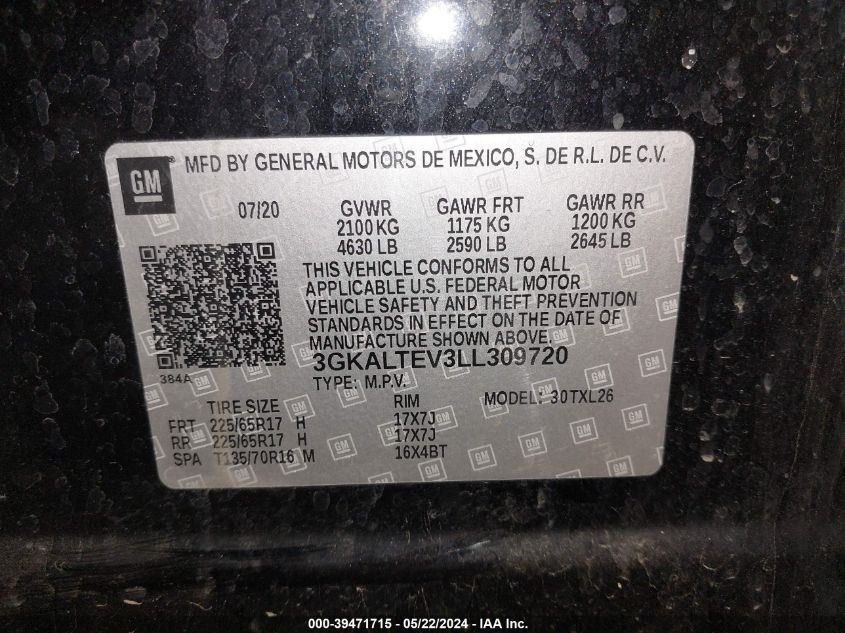 GM® MFD BY GENERAL MOTORS DE MEXICO, S. DE R.L. DE C.V.
07/20 GVWR GAWR FRT GAWR RR
2100 KG 1175 KG 1200 KG
4630 LB 2590 LB 2645 LB
THIS VEHICLE CONFORMS TO ALL
APPLICABLE U.S. FEDERAL MOTOR
VEHICLE SAFETY AND THEFT PREVENTION
STANDARDS IN EFFECT ON THE DATE OF
MANUFACTURE SHOWN ABOVE.
3GKALTEV3LL309720
384A
TYPE: M.P.V. MODEL: 30TXL26
TIRE SIZE RIM
FRT 225/65R17 H 17X7J
RR 225/65R17 H 17X7J
SPA T135/70R16 M 16X4BT
000-39471715 - 05/22/2024 - IAA Inc.